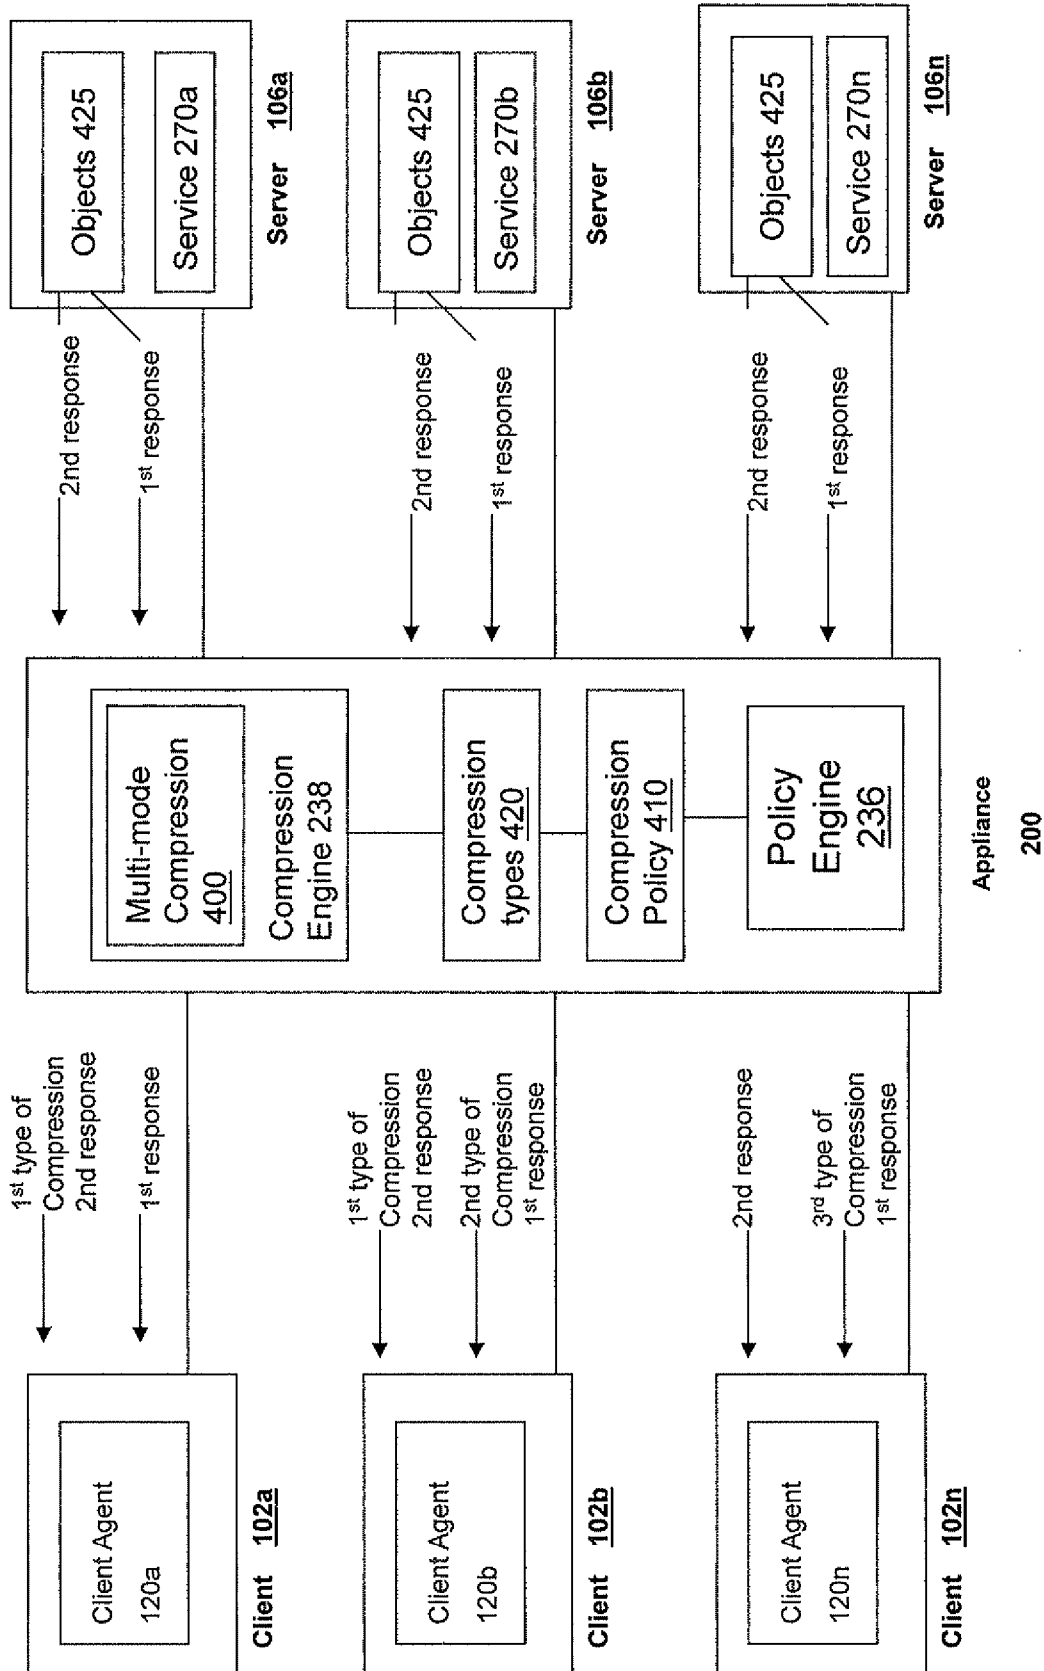 Client Agent
120a
Client 102a
Client Agent
120b
Client 102b
Client Agent
120n
Client 102n
1st type of
Compression
2nd response
1st response
1st type of
Compression
2nd response
2nd type of
Compression
1st response
2nd response
3rd type of
Compression
1st response
Multi-mode
Compression
400
Compression
Engine 238
Compression
types 420
Compression
Policy 410
Policy
Engine
236
Appliance
200
2nd response
1st response
2nd response
1st response
2nd response
1st response
Objects 425
Service 270a
Server 106a
Objects 425
Service 270b
Server 106b
Objects 425
Service 270n
Server 106n